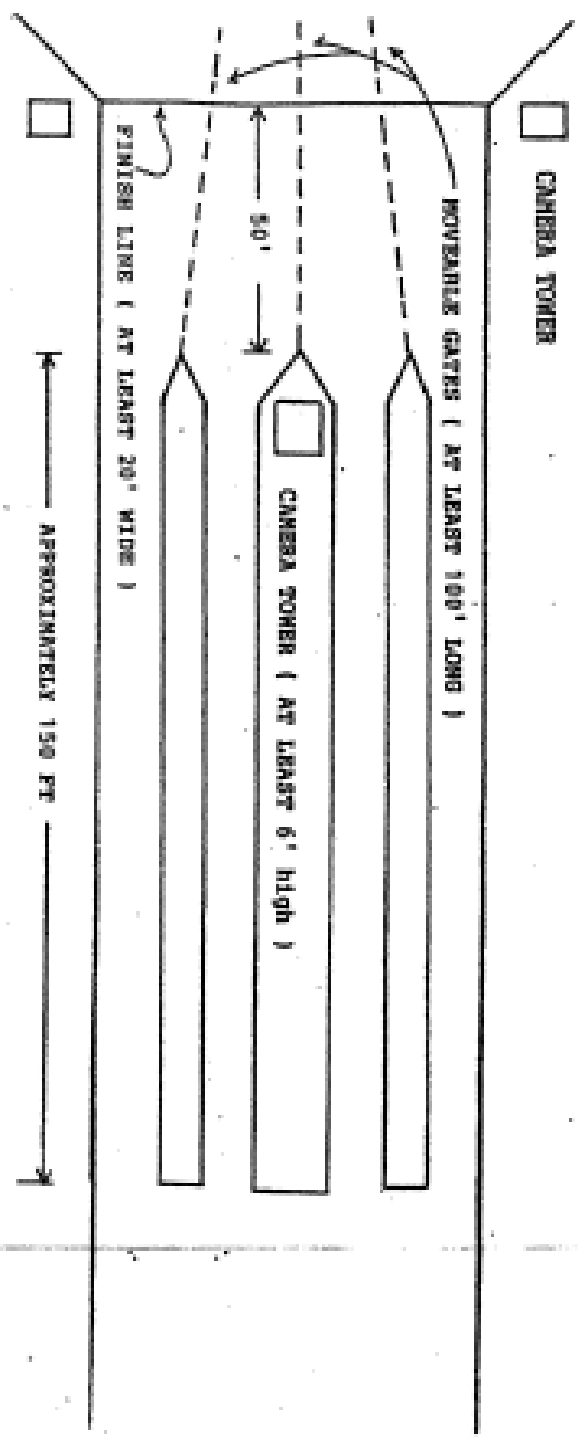 CAMERA TOWER
MOVEABLE GATES ( AT LEAST 100' LONG )
50'
CAMERA TOWER ( AT LEAST 6' high )
FINISH LINE ( AT LEAST 20' WIDE )
APPROXIMATELY 150 FT